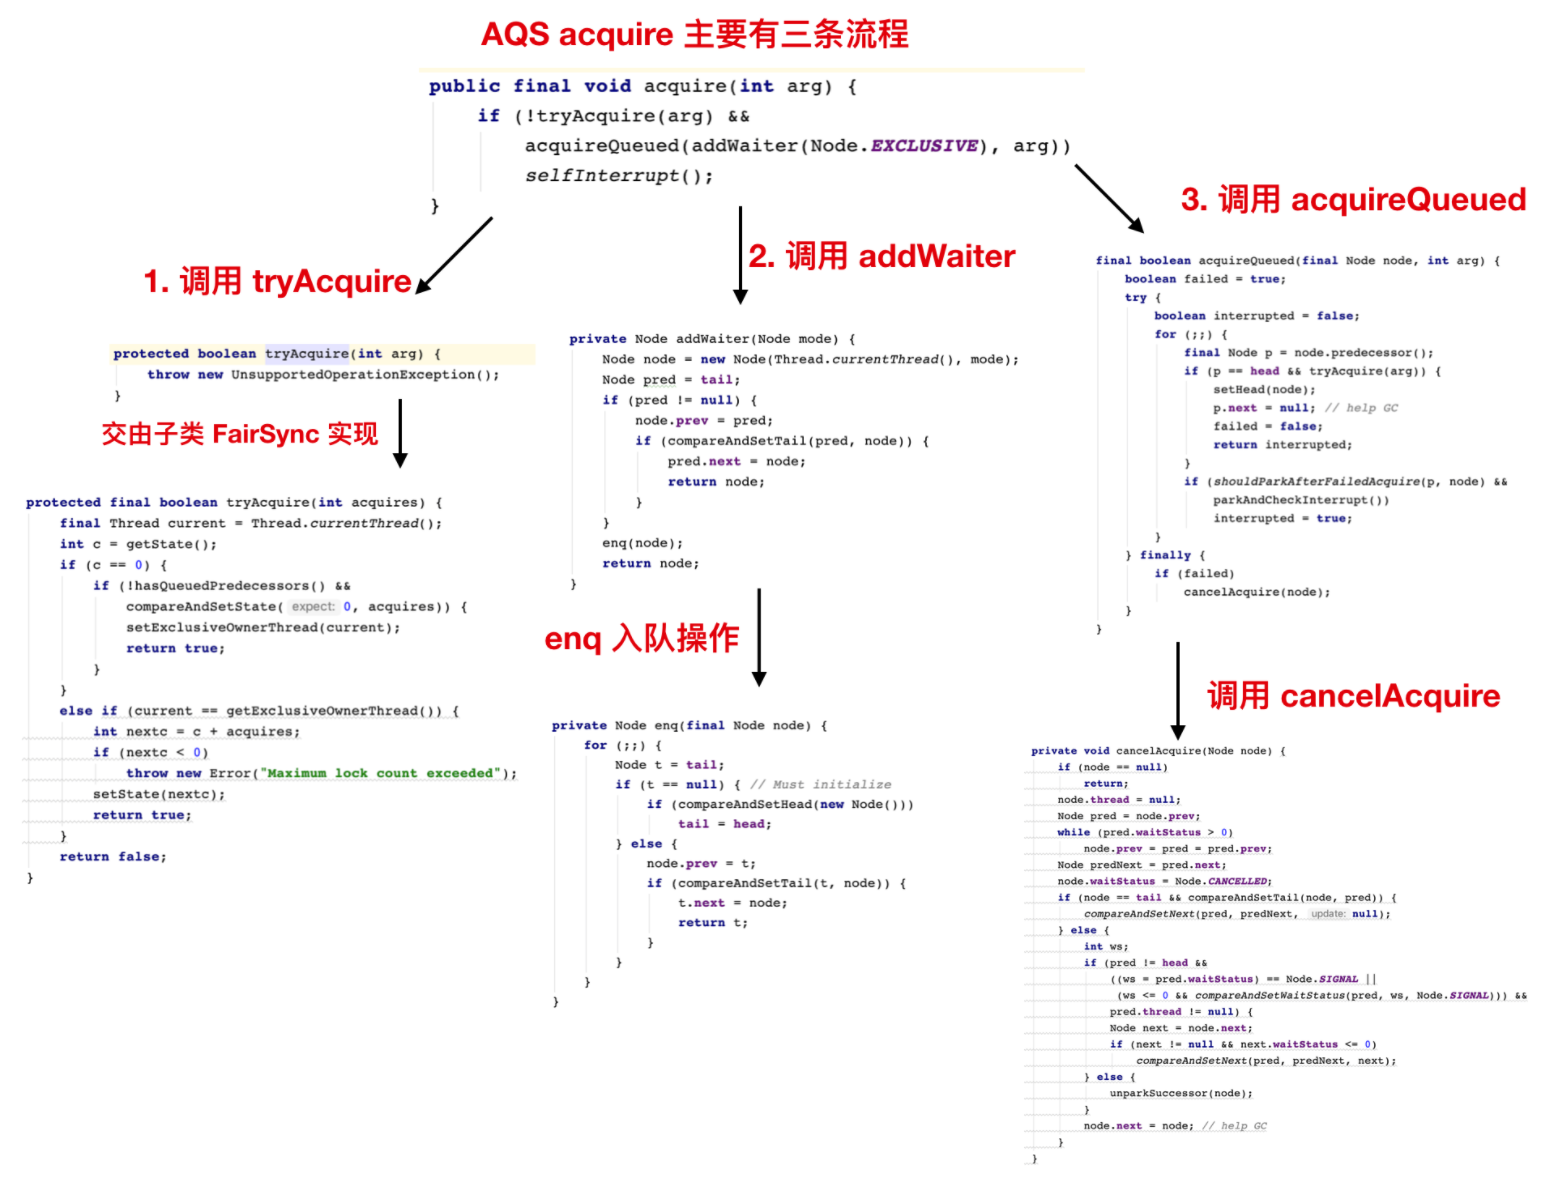 AQS acquire 主要有三条流程
public final void acquire(int arg) {
if (!tryAcquire(arg) &&
acquireQueued(addWaiter(Node.EXCLUSIVE), arg))
selfInterrupt();
}
1. 调用 tryAcquire
protected boolean tryAcquire(int arg) {
throw new UnsupportedOperationException();
}
交由子类 FairSync 实现
protected final boolean tryAcquire(int acquires) {
final Thread current = Thread.currentThread();
int c = getState();
if (c == 0) {
if (!hasQueuedPredecessors() &&
compareAndSetState( expect: 0, acquires)) {
setExclusiveOwnerThread(current);
return true;
}
}
else if (current == getExclusiveOwnerThread()) {
int nextc = c + acquires;
if (nextc < 0)
throw new Error("Maximum lock count exceeded");
setState(nextc);
return true;
}
return false;
}
2. 调用 addWaiter
private Node addWaiter(Node mode) {
Node node = new Node(Thread.currentThread(), mode);
Node pred = tail;
if (pred != null) {
node.prev = pred;
if (compareAndSetTail(pred, node)) {
pred.next = node;
return node;
}
}
enq(node);
return node;
}
enq 入队操作
private Node enq(final Node node) {
for (;;) {
Node t = tail;
if (t == null) { // Must initialize
if (compareAndSetHead(new Node()))
tail = head;
} else {
node.prev = t;
if (compareAndSetTail(t, node)) {
t.next = node;
return t;
}
}
}
}
3. 调用 acquireQueued
final boolean acquireQueued(final Node node, int arg) {
boolean failed = true;
try {
boolean interrupted = false;
for (;;) {
final Node p = node.predecessor();
if (p == head && tryAcquire(arg)) {
setHead(node);
p.next = null; // help GC
failed = false;
return interrupted;
}
if (shouldParkAfterFailedAcquire(p, node) &&
parkAndCheckInterrupt())
interrupted = true;
}
} finally {
if (failed)
cancelAcquire(node);
}
}
调用 cancelAcquire
private void cancelAcquire(Node node) {
if (node == null)
return;
node.thread = null;
Node pred = node.prev;
while (pred.waitStatus > 0)
node.prev = pred = pred.prev;
Node predNext = pred.next;
node.waitStatus = Node.CANCELLED;
if (node == tail && compareAndSetTail(node, pred)) {
compareAndSetNext(pred, predNext, update: null);
} else {
int ws;
if (pred != head &&
((ws = pred.waitStatus) == Node.SIGNAL ||
(ws <= 0 && compareAndSetWaitStatus(pred, ws, Node.SIGNAL))) &&
pred.thread != null) {
Node next = node.next;
if (next != null && next.waitStatus <= 0)
compareAndSetNext(pred, predNext, next);
} else {
unparkSuccessor(node);
}
node.next = node; // help GC
}
}